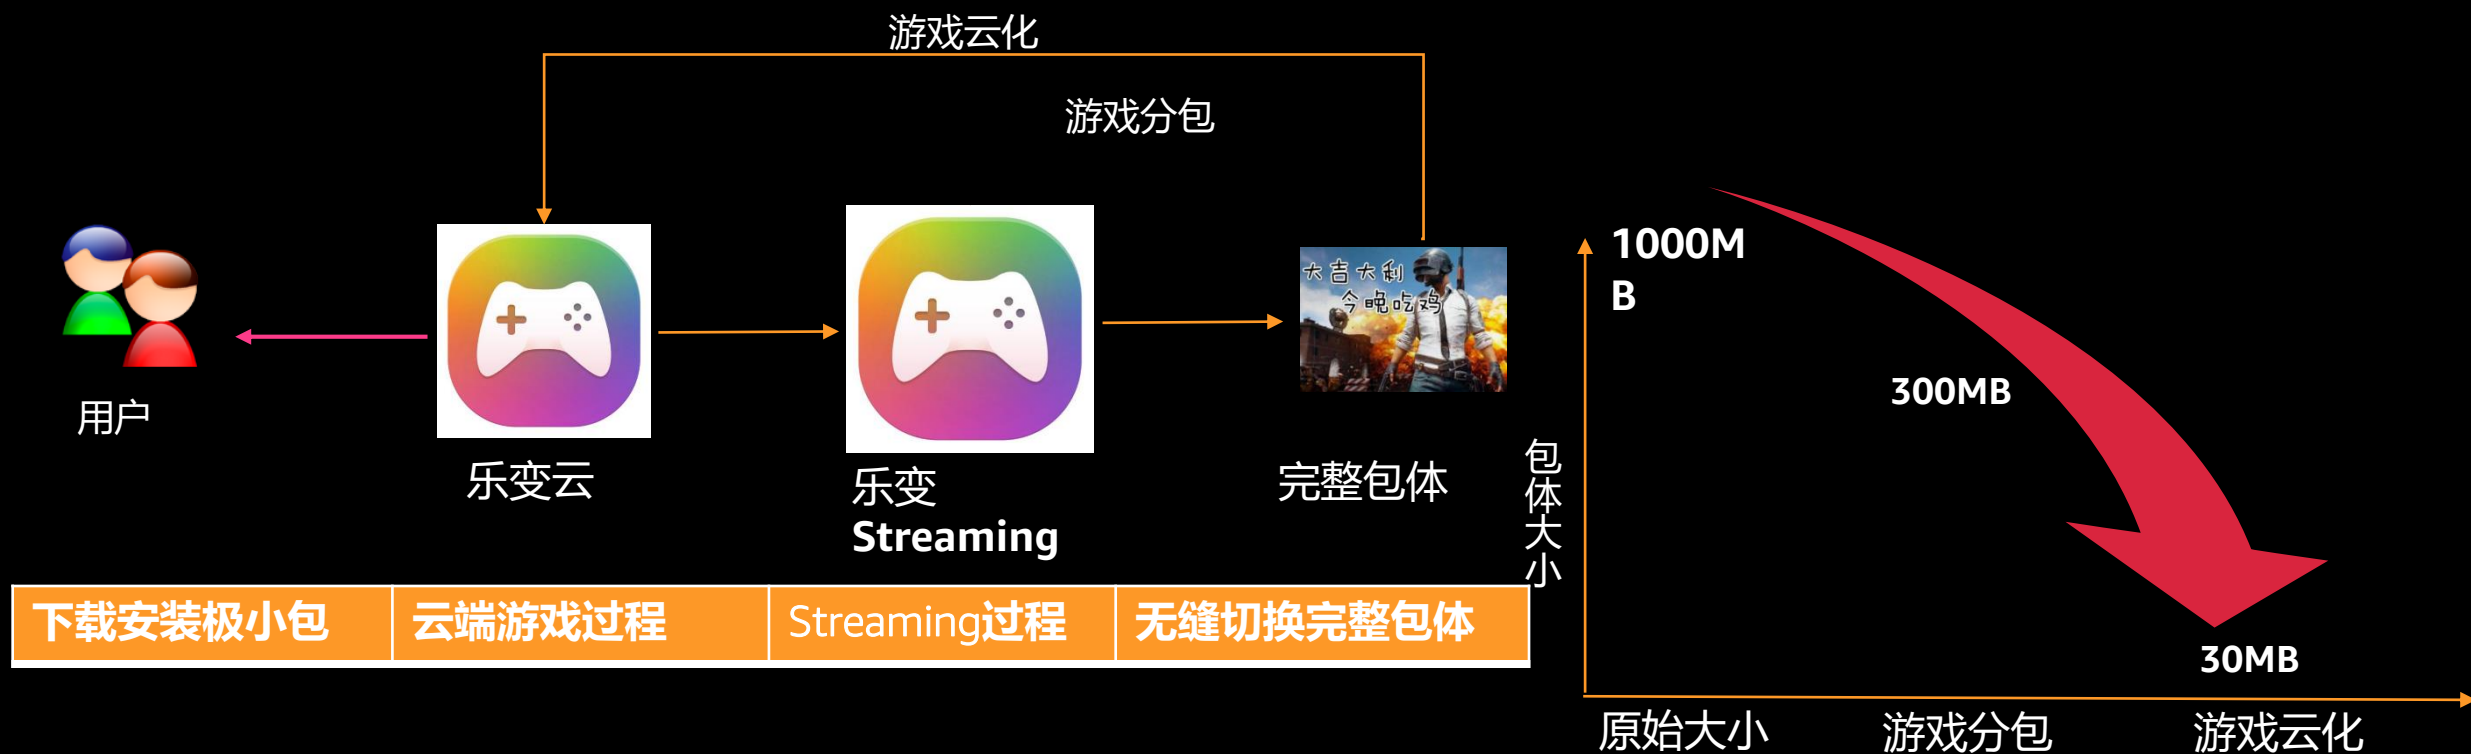 游戏云化
游戏分包
大吉大利
今晚吃鸡
用户
乐变云
乐变
Streaming
完整包体
下载安装极小包
云端游戏过程
Streaming过程
无缝切换完整包体
包体大小
1000M
B
300MB
30MB
原始大小
游戏分包
游戏云化